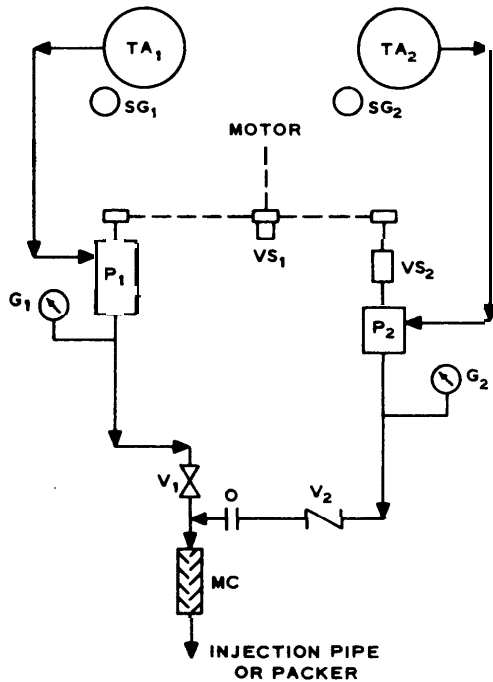 TA₁
TA₂
SG₁
SG₂
MOTOR
VS₁
P₁
VS₂
G₁
P₂
G₂
V₁
O
V₂
MC
INJECTION PIPE
OR PACKER